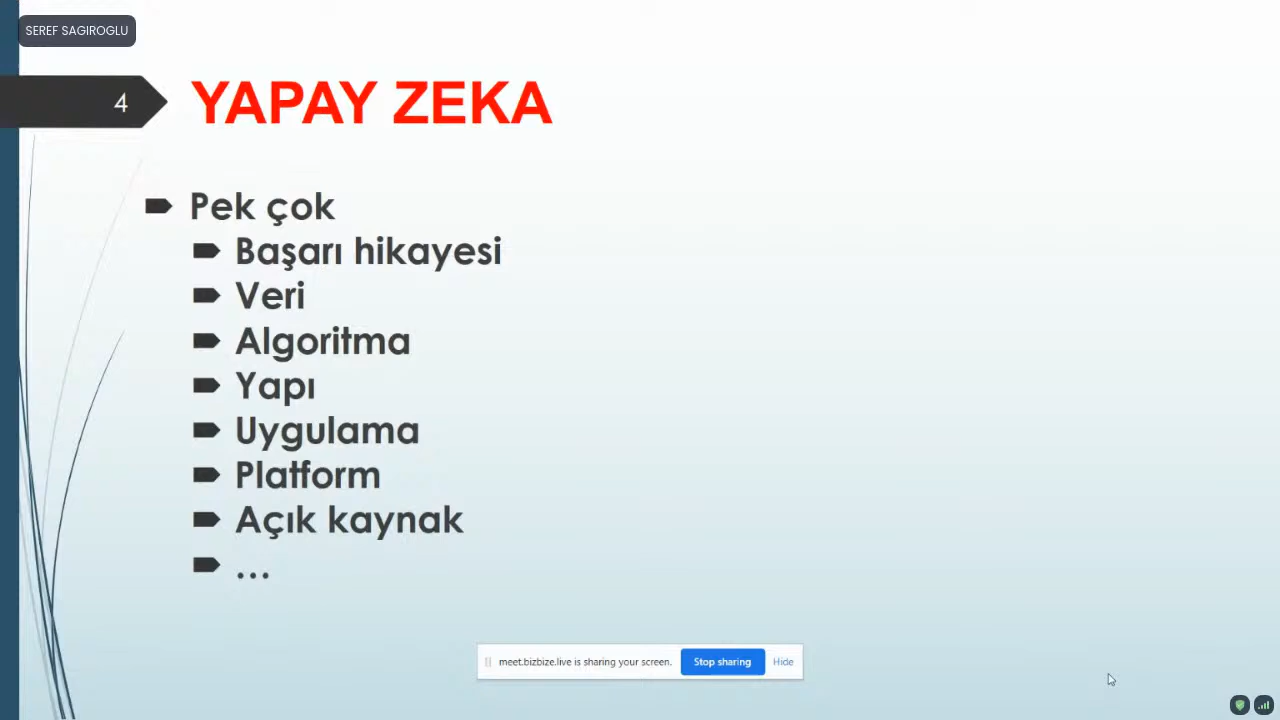 SEREF SAGIROGLU
4
YAPAY ZEKA
Pek çok
Başarı hikayesi
Veri
Algoritma
Yapı
Uygulama
Platform
Açık kaynak
...
meet.bizbize.live is sharing your screen. Stop sharing Hide